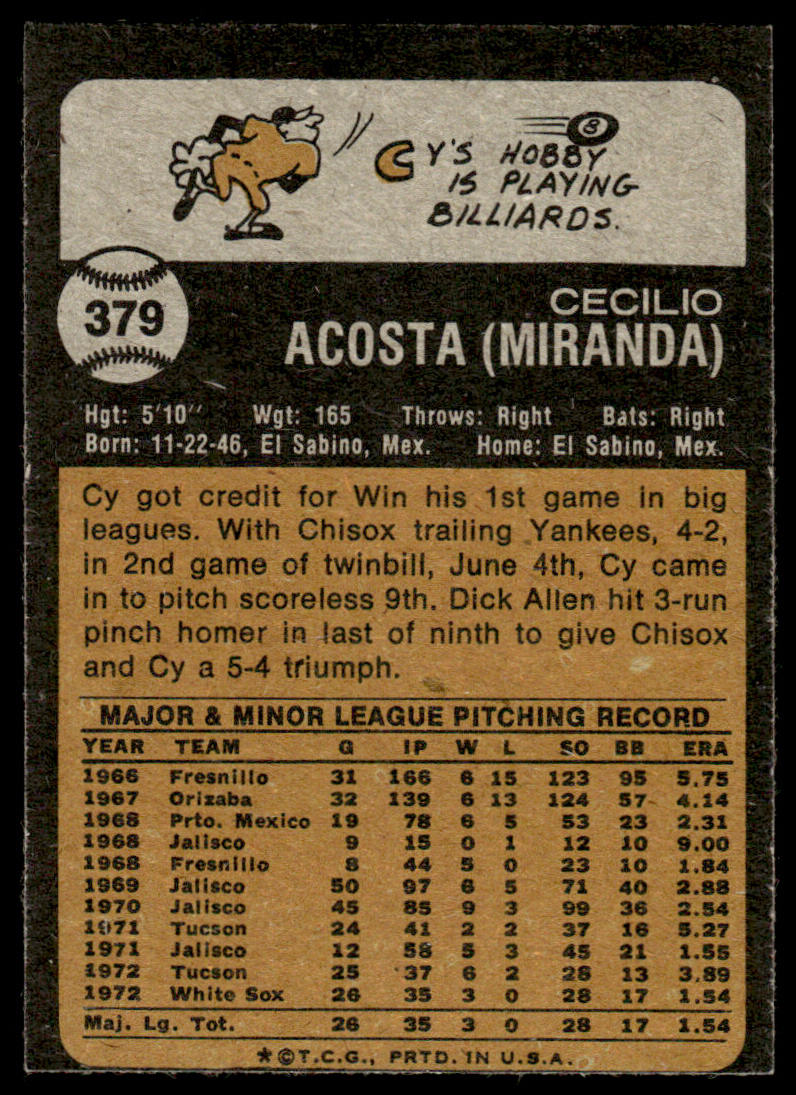 8
CY'S HOBBY
IS PLAYING
BILLIARDS.
379
CECILIO
ACOSTA (MIRANDA)
Hgt: 5'10" Wgt: 165 Throws: Right Bats: Right
Born: 11-22-46, El Sabino, Mex. Home: El Sabino, Mex.
Cy got credit for Win his 1st game in big
leagues. With Chisox trailing Yankees, 4-2,
in 2nd game of twinbill, June 4th, Cy came
in to pitch scoreless 9th. Dick Allen hit 3-run
pinch homer in last of ninth to give Chisox
and Cy a 5-4 triumph.
MAJOR & MINOR LEAGUE PITCHING RECORD
YEAR TEAM G IP W L SO BB ERA
1966 Fresnillo 31 166 6 15 123 95 5.75
1967 Orizaba 32 139 6 13 124 57 4.14
1968 Prto. Mexico 19 78 6 5 53 23 2.31
1968 Jalisco 9 15 0 1 12 10 9.00
1968 Fresnillo 8 44 5 0 23 10 1.84
1969 Jalisco 50 97 6 5 71 40 2.88
1970 Jalisco 45 85 9 3 99 36 2.54
1971 Tucson 24 41 2 2 37 16 5.27
1971 Jalisco 12 58 5 3 45 21 1.55
1972 Tucson 25 37 6 2 28 13 3.89
1972 White Sox 26 35 3 0 28 17 1.54
Maj. Lg. Tot. 26 35 3 0 28 17 1.54
*©T.C.G., PRTD. IN U.S.A.